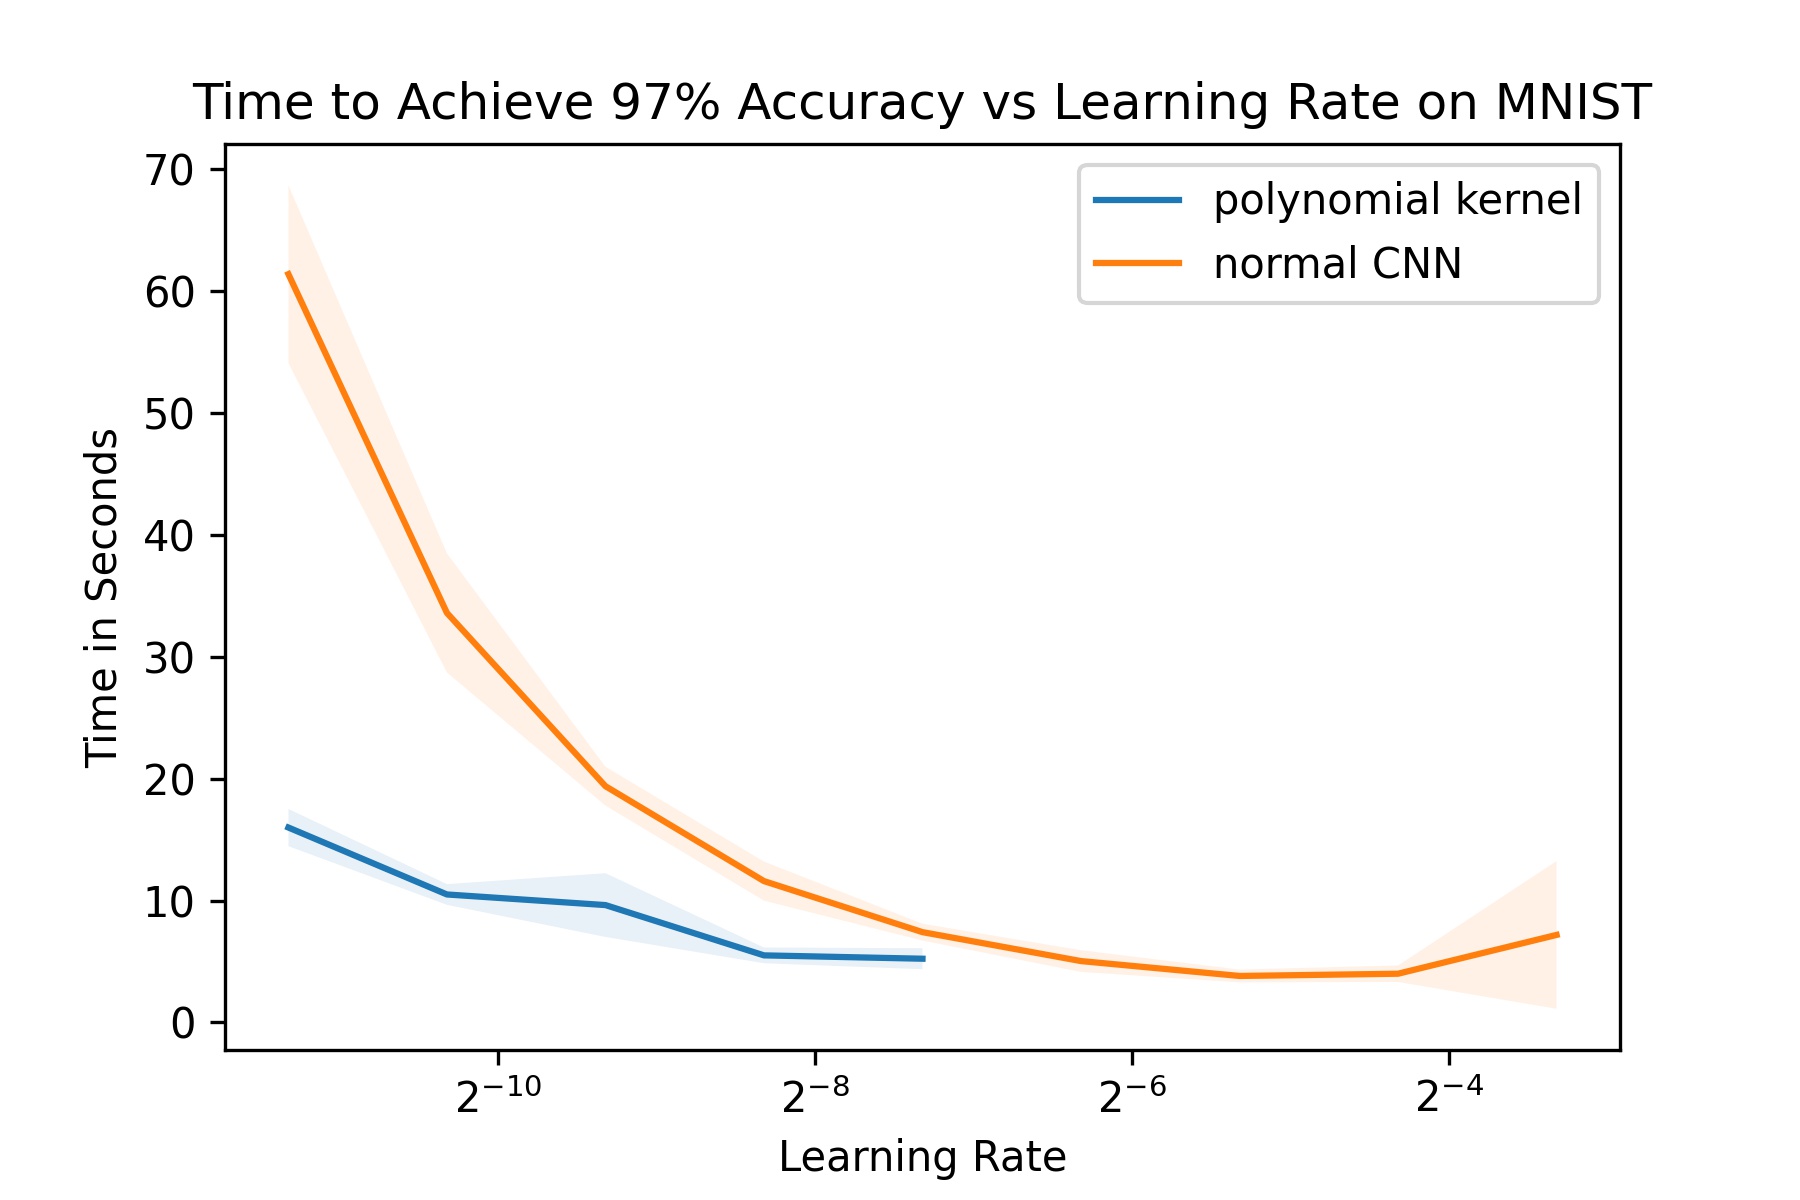 Time to Achieve 97% Accuracy vs Learning Rate on MNIST
polynomial kernel
normal CNN
Time in Seconds
70
60
50
40
30
20
10
0
2⁻¹⁰
2⁻⁸
2⁻⁶
2⁻⁴
Learning Rate